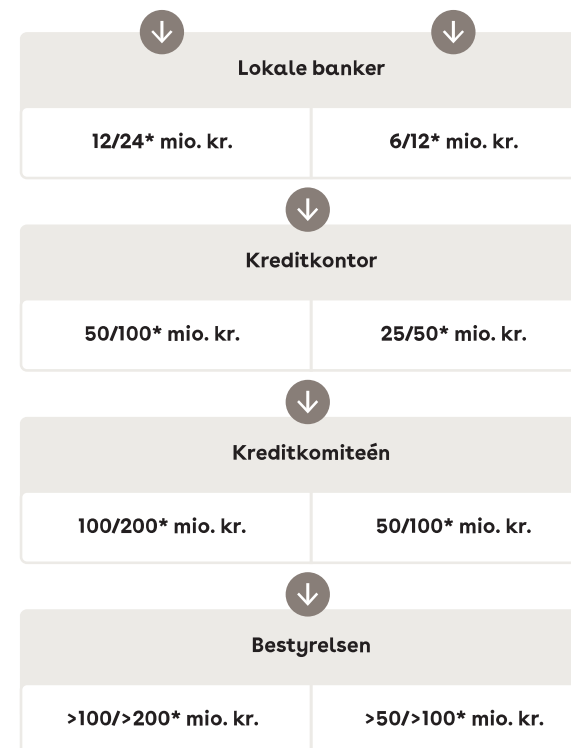 Lokale banker
12/24* mio. kr.
6/12* mio. kr.
Kreditkontor
50/100* mio. kr.
25/50* mio. kr.
Kreditkomiteén
100/200* mio. kr.
50/100* mio. kr.
Bestyrelsen
>100/>200* mio. kr.
>50/>100* mio. kr.